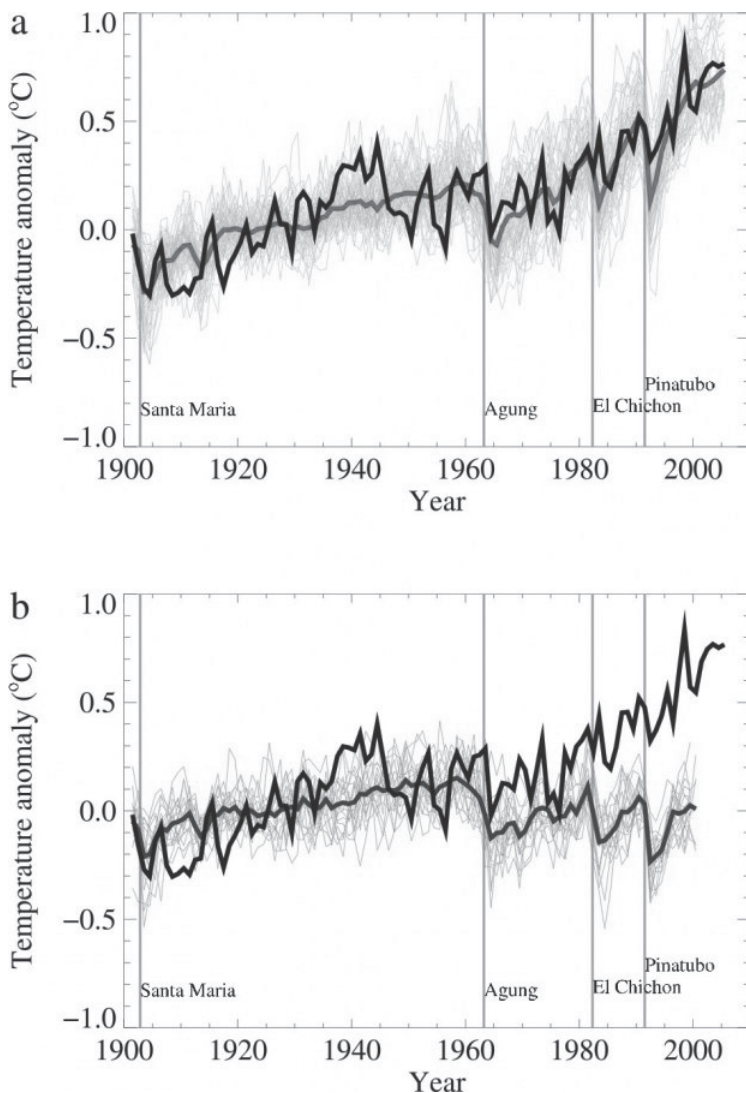 a
1.0
0.5
0.0
−0.5
−1.0
Temperature anomaly (°C)
Santa Maria
Agung
El Chichon
Pinatubo
1900 1920 1940 1960 1980 2000
Year
b
1.0
0.5
0.0
−0.5
−1.0
Temperature anomaly (°C)
Santa Maria
Agung
El Chichon
Pinatubo
1900 1920 1940 1960 1980 2000
Year